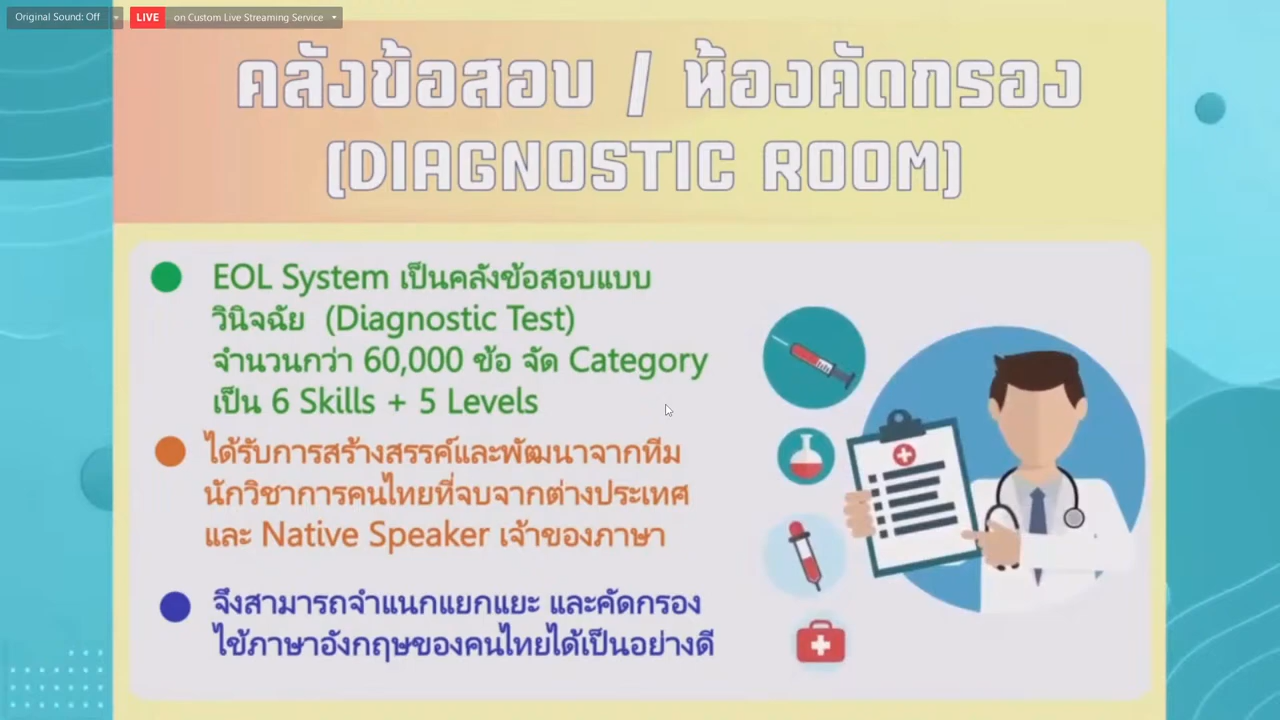 Original Sound: Off
LIVE on Custom Live Streaming Service
คลังข้อสอบ / ห้องคัดกรอง
(DIAGNOSTIC ROOM)
EOL System เป็นคลังข้อสอบแบบ
วินิจฉัย (Diagnostic Test)
จำนวนกว่า 60,000 ข้อ จัด Category
เป็น 6 Skills + 5 Levels
ได้รับการสร้างสรรค์และพัฒนาจากทีม
นักวิชาการคนไทยที่จบจากต่างประเทศ
และ Native Speaker เจ้าของภาษา
จึงสามารถจำแนกแยกแยะ และคัดกรอง
ไข้ภาษาอังกฤษของคนไทยได้เป็นอย่างดี